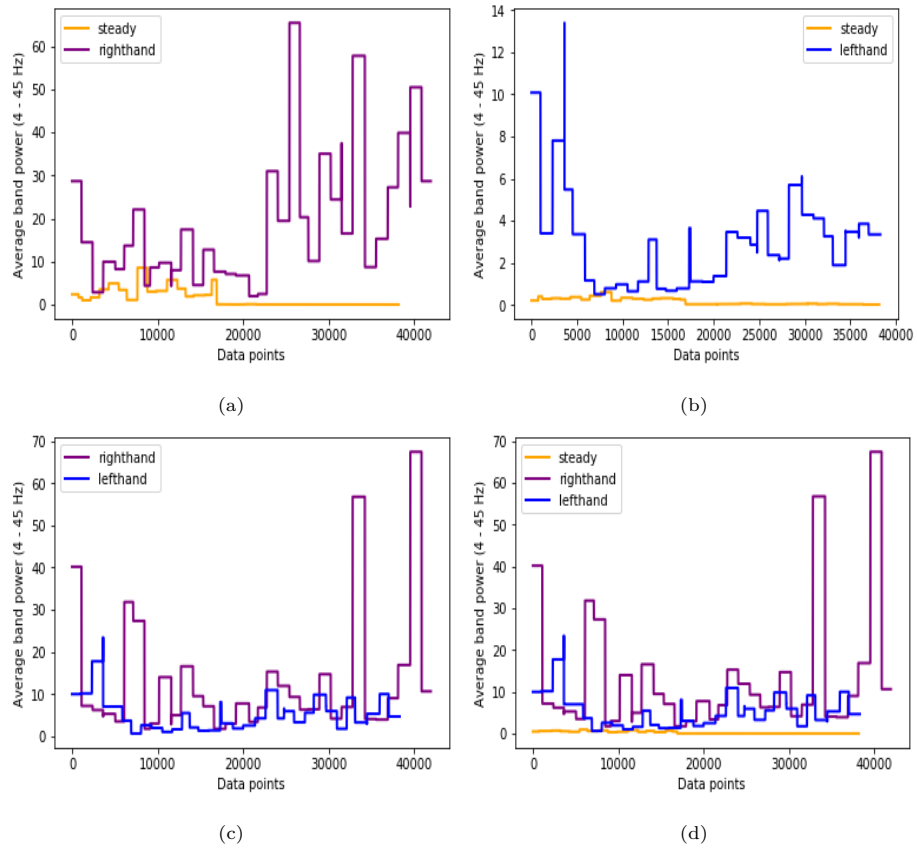 steady
righthand
Average band power (4 - 45 Hz)
60
50
40
30
20
10
0
0 10000 20000 30000 40000
Data points
(a)
steady
lefthand
Average band power (4 - 45 Hz)
14
12
10
8
6
4
2
0
0 5000 10000 15000 20000 25000 30000 35000 40000
Data points
(b)
righthand
lefthand
Average band power (4 - 45 Hz)
70
60
50
40
30
20
10
0
0 10000 20000 30000 40000
Data points
(c)
steady
righthand
lefthand
Average band power (4 - 45 Hz)
70
60
50
40
30
20
10
0
0 10000 20000 30000 40000
Data points
(d)